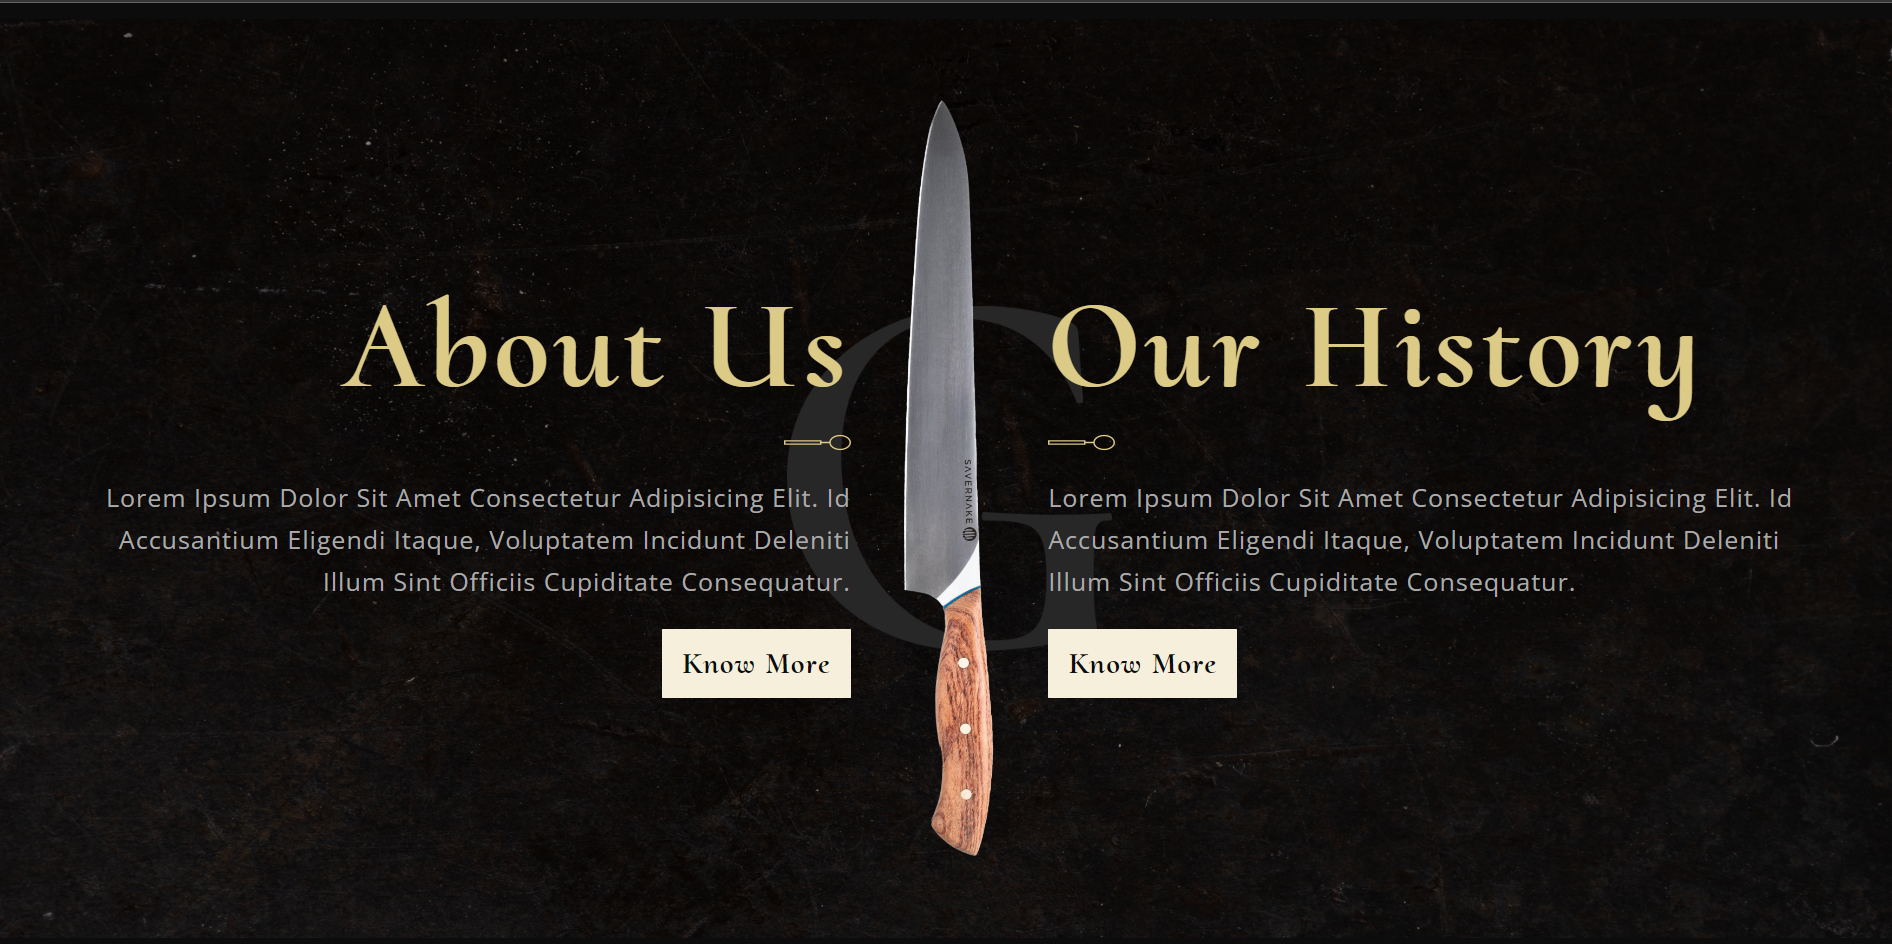 About Us
Lorem Ipsum Dolor Sit Amet Consectetur Adipisicing Elit. Id
Accusantium Eligendi Itaque, Voluptatem Incidunt Deleniti
Illum Sint Officiis Cupiditate Consequatur.
Know More
G
SAVERNAKE
Our History
Lorem Ipsum Dolor Sit Amet Consectetur Adipisicing Elit. Id
Accusantium Eligendi Itaque, Voluptatem Incidunt Deleniti
Illum Sint Officiis Cupiditate Consequatur.
Know More